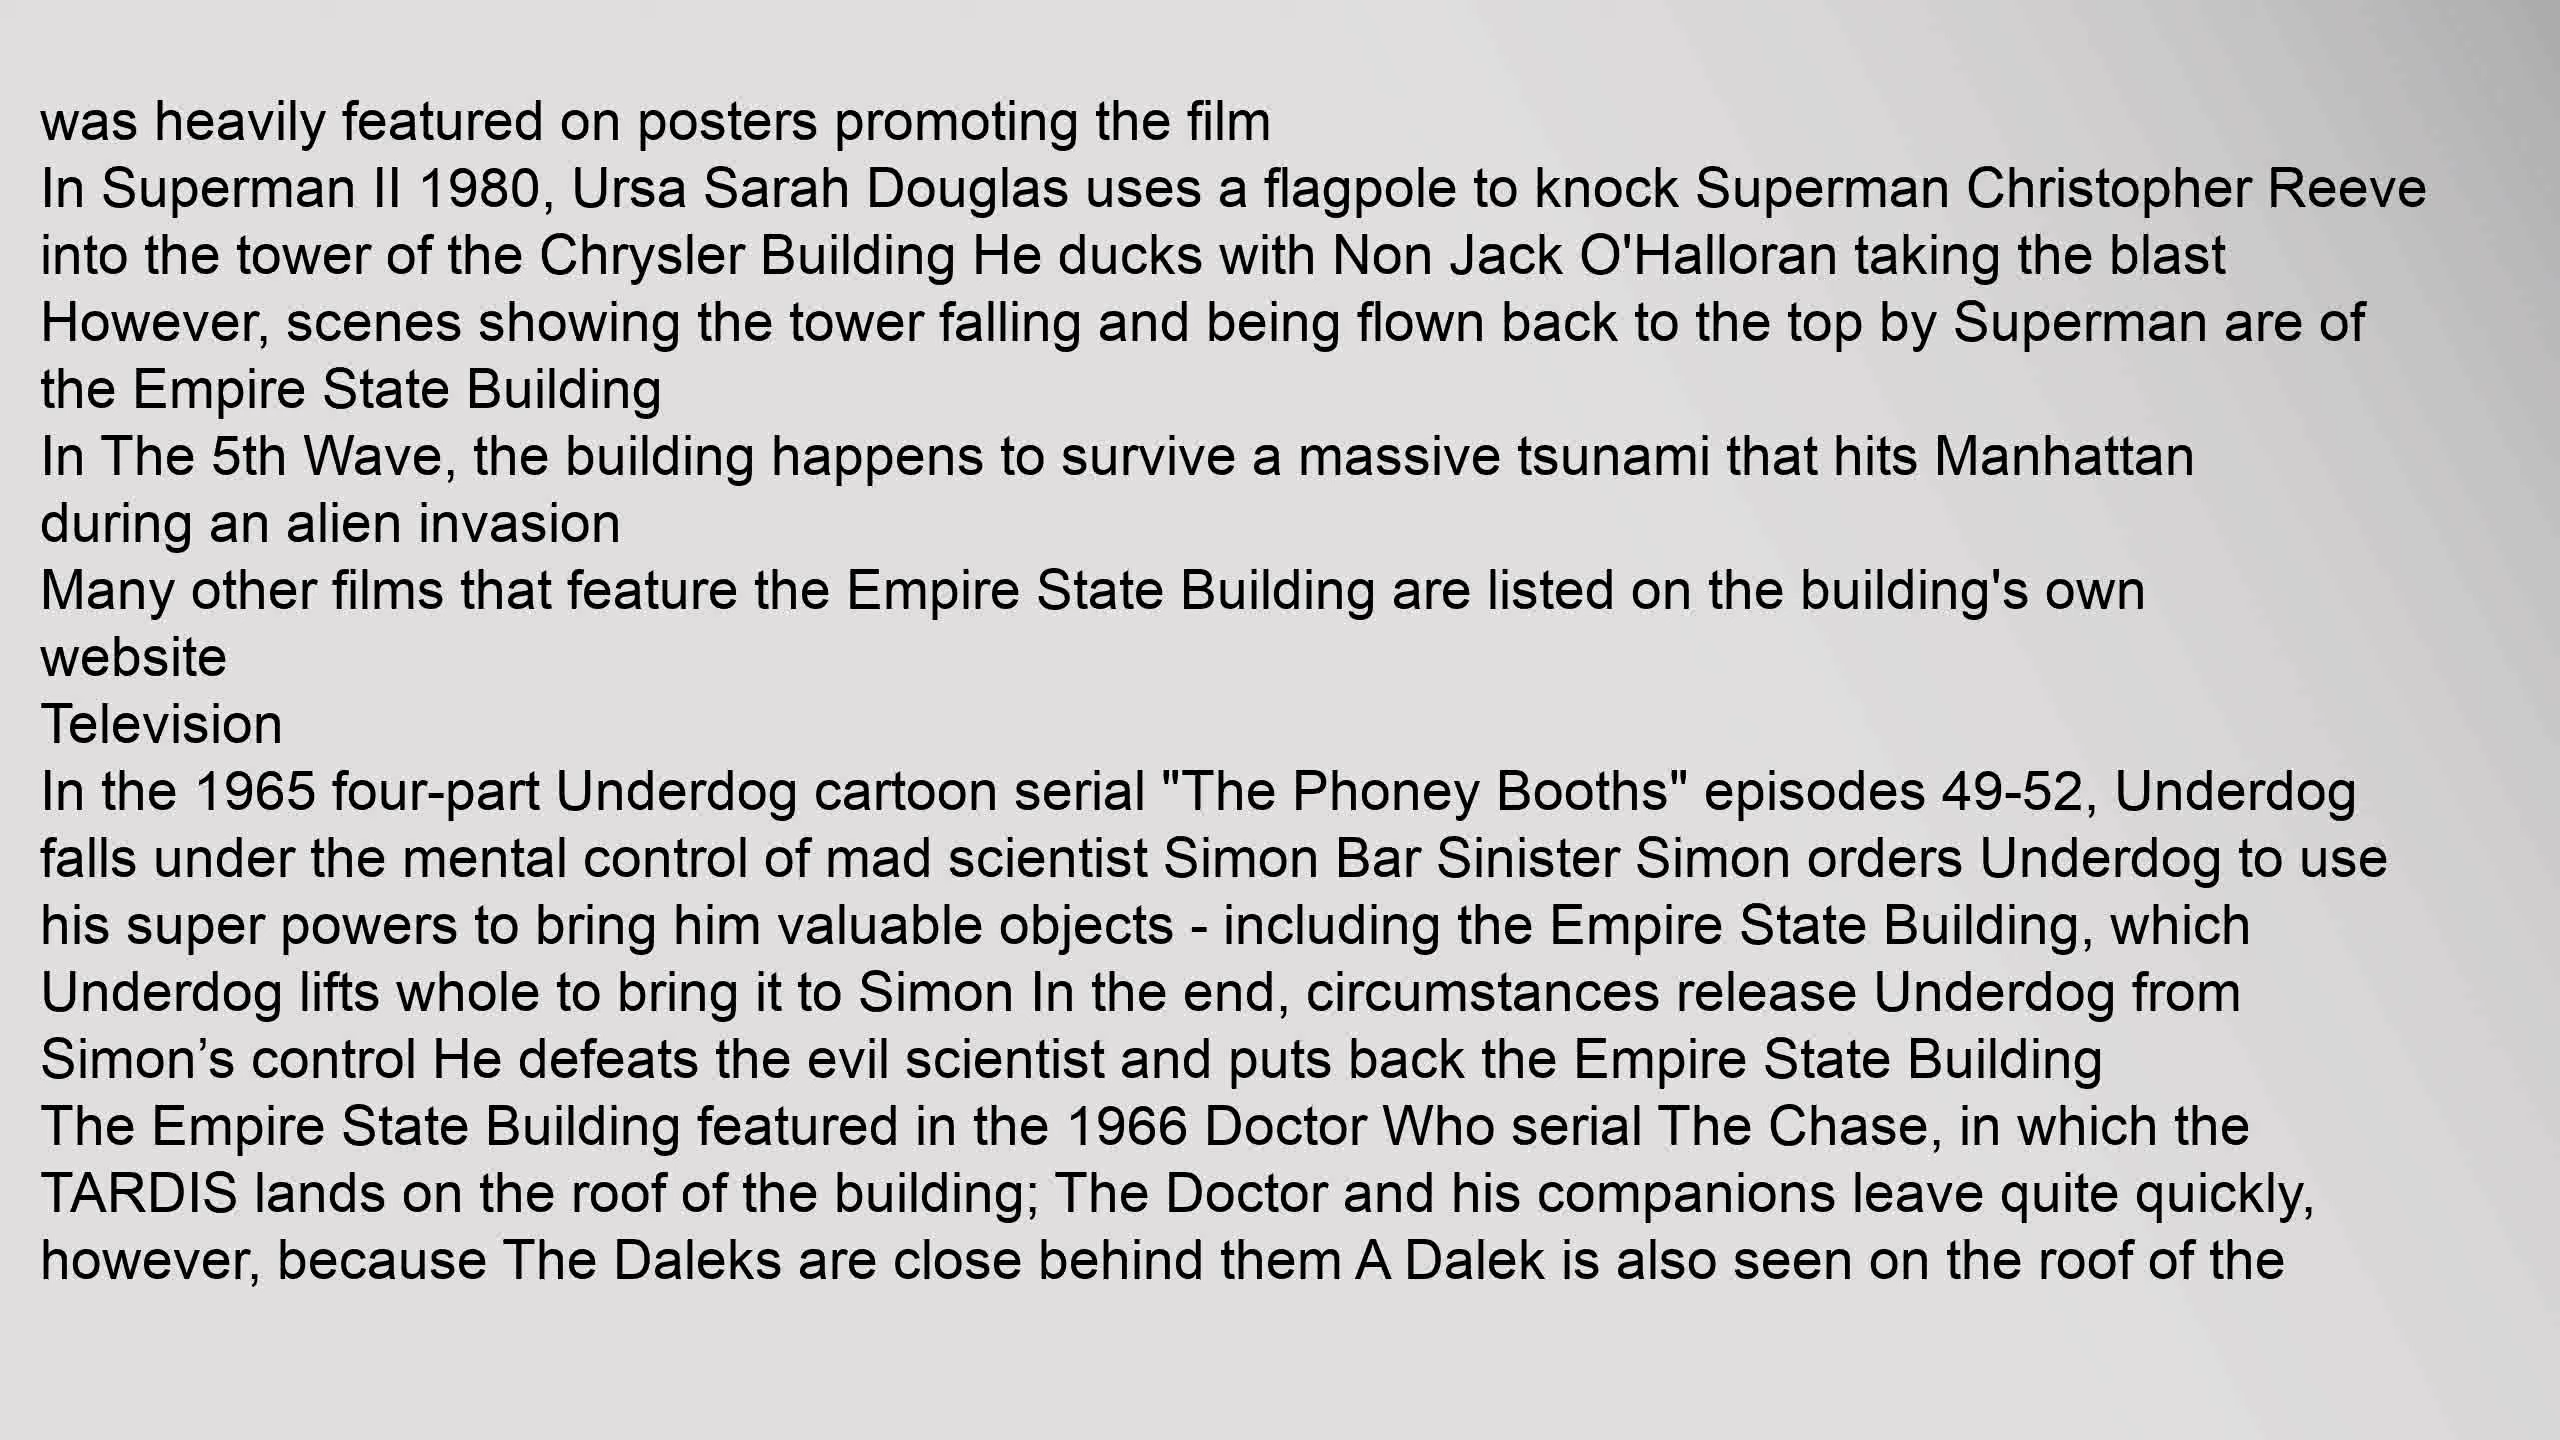 was heavily featured on posters promoting the film
In Superman II 1980, Ursa Sarah Douglas uses a flagpole to knock Superman Christopher Reeve
into the tower of the Chrysler Building He ducks with Non Jack O'Halloran taking the blast
However, scenes showing the tower falling and being flown back to the top by Superman are of
the Empire State Building
In The 5th Wave, the building happens to survive a massive tsunami that hits Manhattan
during an alien invasion
Many other films that feature the Empire State Building are listed on the building's own
website
Television
In the 1965 four-part Underdog cartoon serial "The Phoney Booths" episodes 49-52, Underdog
falls under the mental control of mad scientist Simon Bar Sinister Simon orders Underdog to use
his super powers to bring him valuable objects - including the Empire State Building, which
Underdog lifts whole to bring it to Simon In the end, circumstances release Underdog from
Simon’s control He defeats the evil scientist and puts back the Empire State Building
The Empire State Building featured in the 1966 Doctor Who serial The Chase, in which the
TARDIS lands on the roof of the building; The Doctor and his companions leave quite quickly,
however, because The Daleks are close behind them A Dalek is also seen on the roof of the